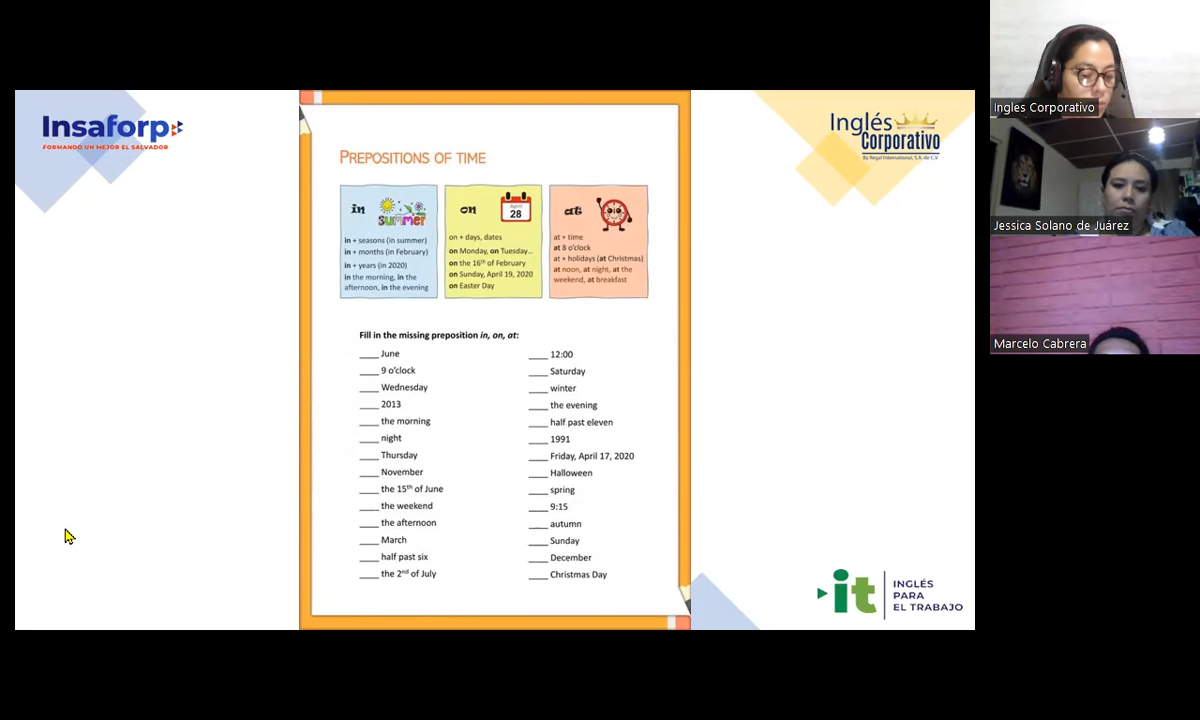 Insaforp
FORMANDO UN MEJOR EL SALVADOR
Inglés
Corporativo
By Regal International, S.A. de C.V.
PREPOSITIONS OF TIME
in
summer
in + seasons (in summer)
in + months (in February)
in + years (in 2020)
in the morning, in the
afternoon, in the evening
on
April
28
on + days, dates
on Monday, on Tuesday...
on the 16th of February
on Sunday, April 19, 2020
on Easter Day
at
at + time
at 8 o'clock
at + holidays (at Christmas)
at noon, at night, at the
weekend, at breakfast
Fill in the missing preposition in, on, at:
____ June
____ 9 o'clock
____ Wednesday
____ 2013
____ the morning
____ night
____ Thursday
____ November
____ the 15th of June
____ the weekend
____ the afternoon
____ March
____ half past six
____ the 2nd of July
____ 12:00
____ Saturday
____ winter
____ the evening
____ half past eleven
____ 1991
____ Friday, April 17, 2020
____ Halloween
____ spring
____ 9:15
____ autumn
____ Sunday
____ December
____ Christmas Day
it
INGLÉS
PARA
EL TRABAJO
Ingles Corporativo
Jessica Solano de Juárez
Marcelo Cabrera